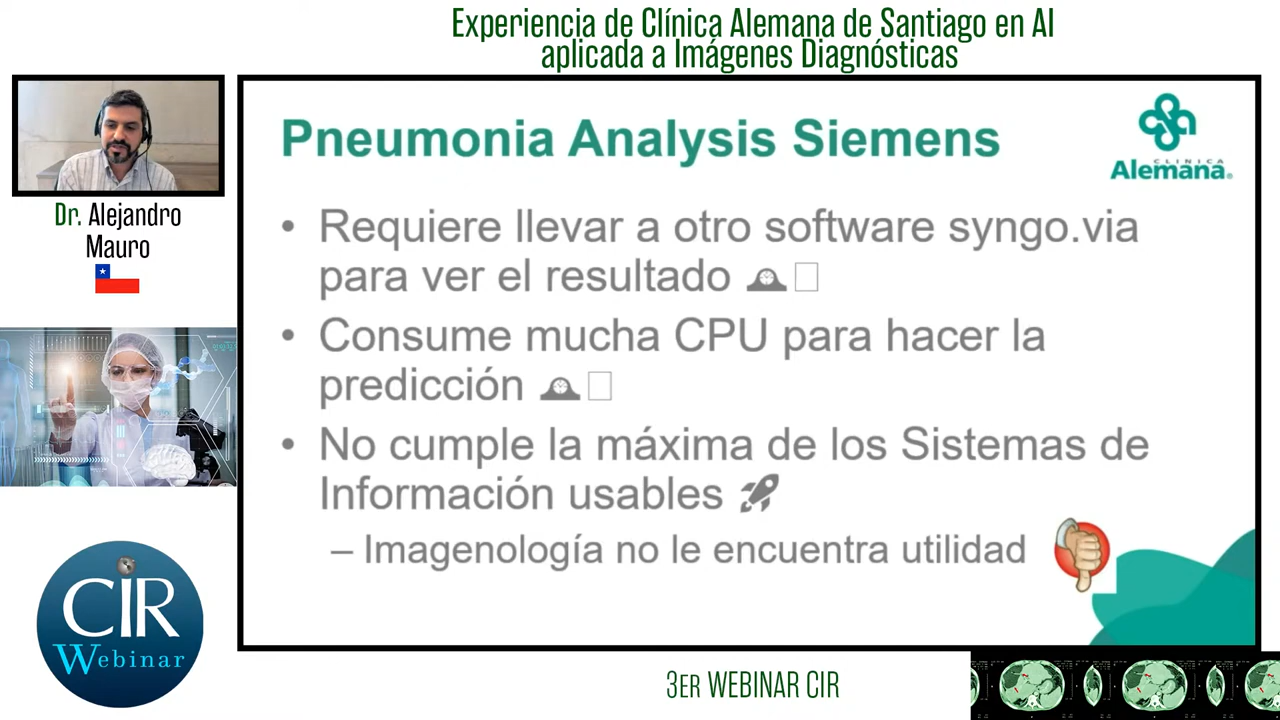 Experiencia de Clínica Alemana de Santiago en AI
aplicada a Imágenes Diagnósticas
Dr. Alejandro
Mauro
Pneumonia Analysis Siemens
CLINICA
Alemana
• Requiere llevar a otro software syngo.via
para ver el resultado
• Consume mucha CPU para hacer la
predicción
• No cumple la máxima de los Sistemas de
Información usables
– Imagenología no le encuentra utilidad
CIR
Webinar
3ER WEBINAR CIR